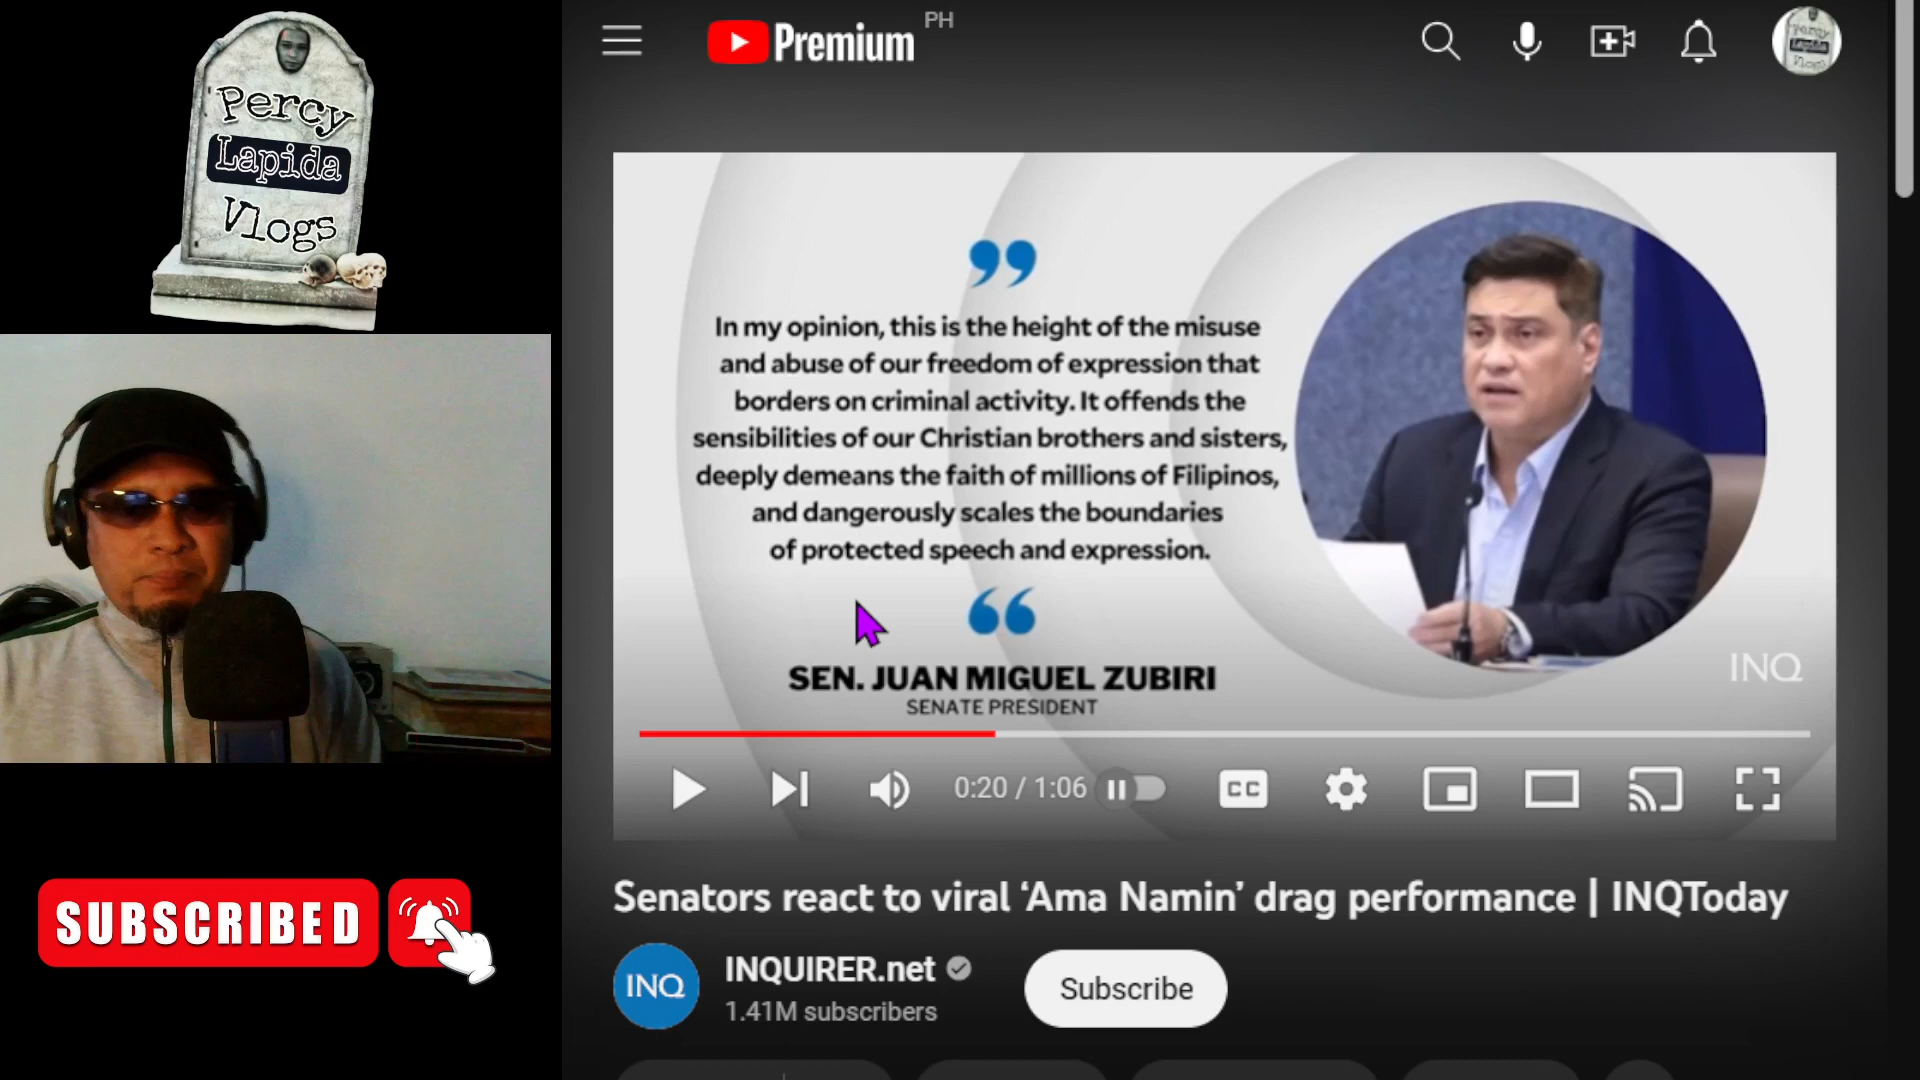 Percy
Lapida
Vlogs
SUBSCRIBED
Premium
PH
Percy
Lapida
Vlogs
In my opinion, this is the height of the misuse
and abuse of our freedom of expression that
borders on criminal activity. It offends the
sensibilities of our Christian brothers and sisters,
deeply demeans the faith of millions of Filipinos,
and dangerously scales the boundaries
of protected speech and expression.
SEN. JUAN MIGUEL ZUBIRI
SENATE PRESIDENT
INQ
0:20 / 1:06
CC
Senators react to viral ‘Ama Namin’ drag performance | INQToday
INQ
INQUIRER.net
1.41M subscribers
Subscribe